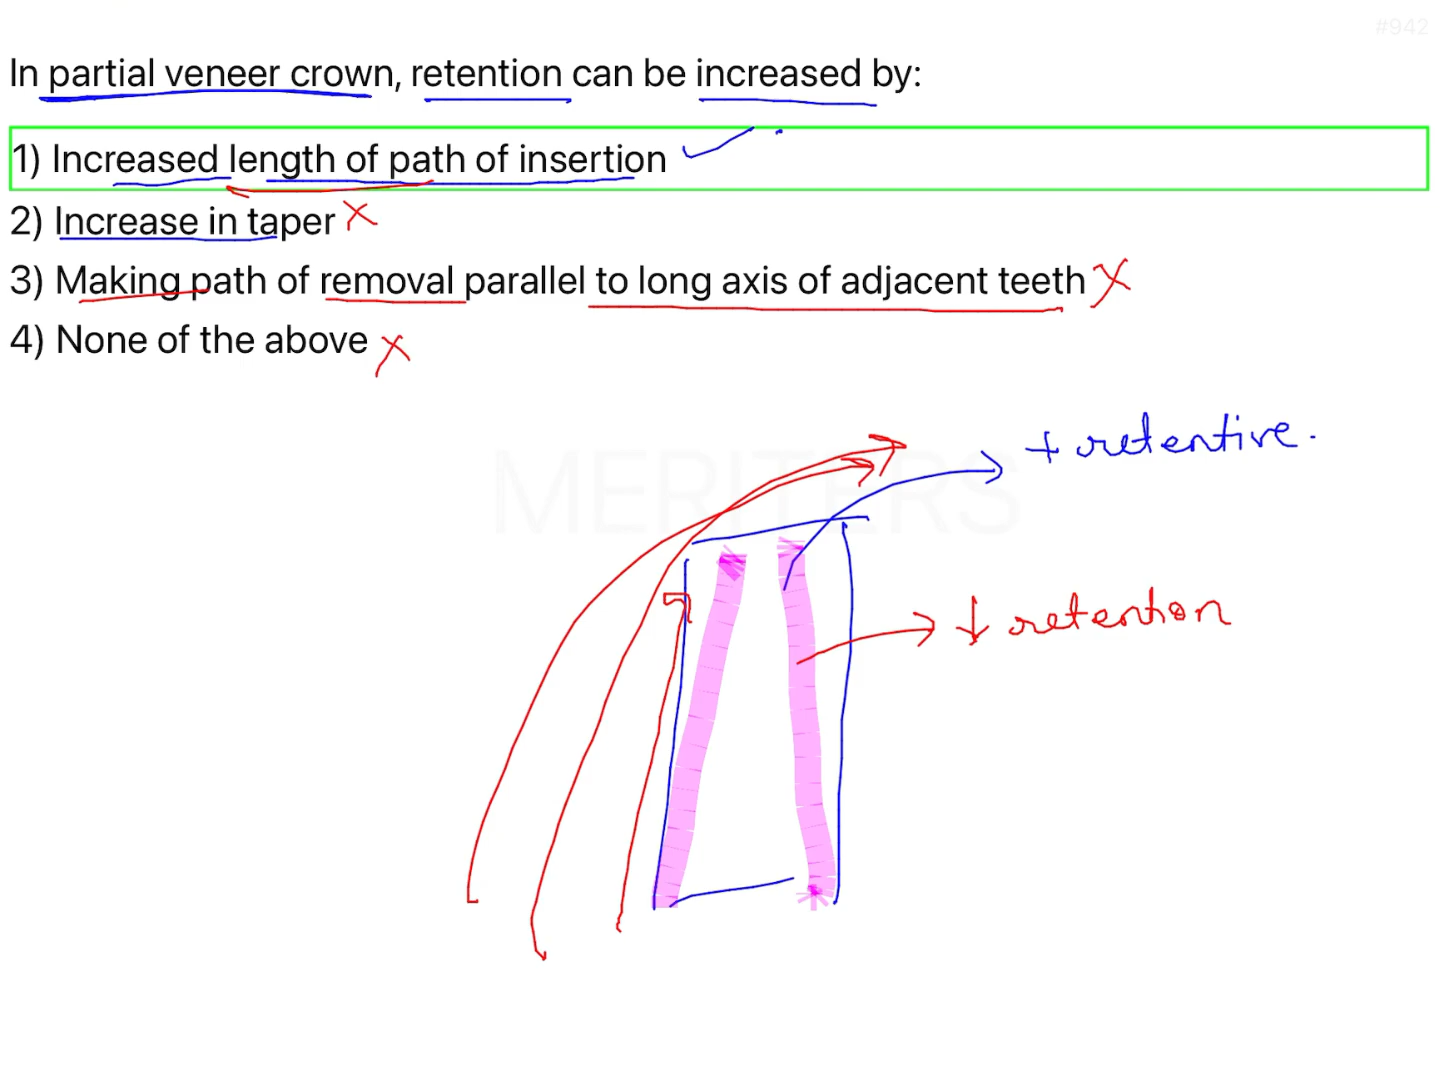 #942
In partial veneer crown, retention can be increased by:
1) Increased length of path of insertion
2) Increase in taper
3) Making path of removal parallel to long axis of adjacent teeth
4) None of the above
MERITERS
+ retentive.
↓ retention